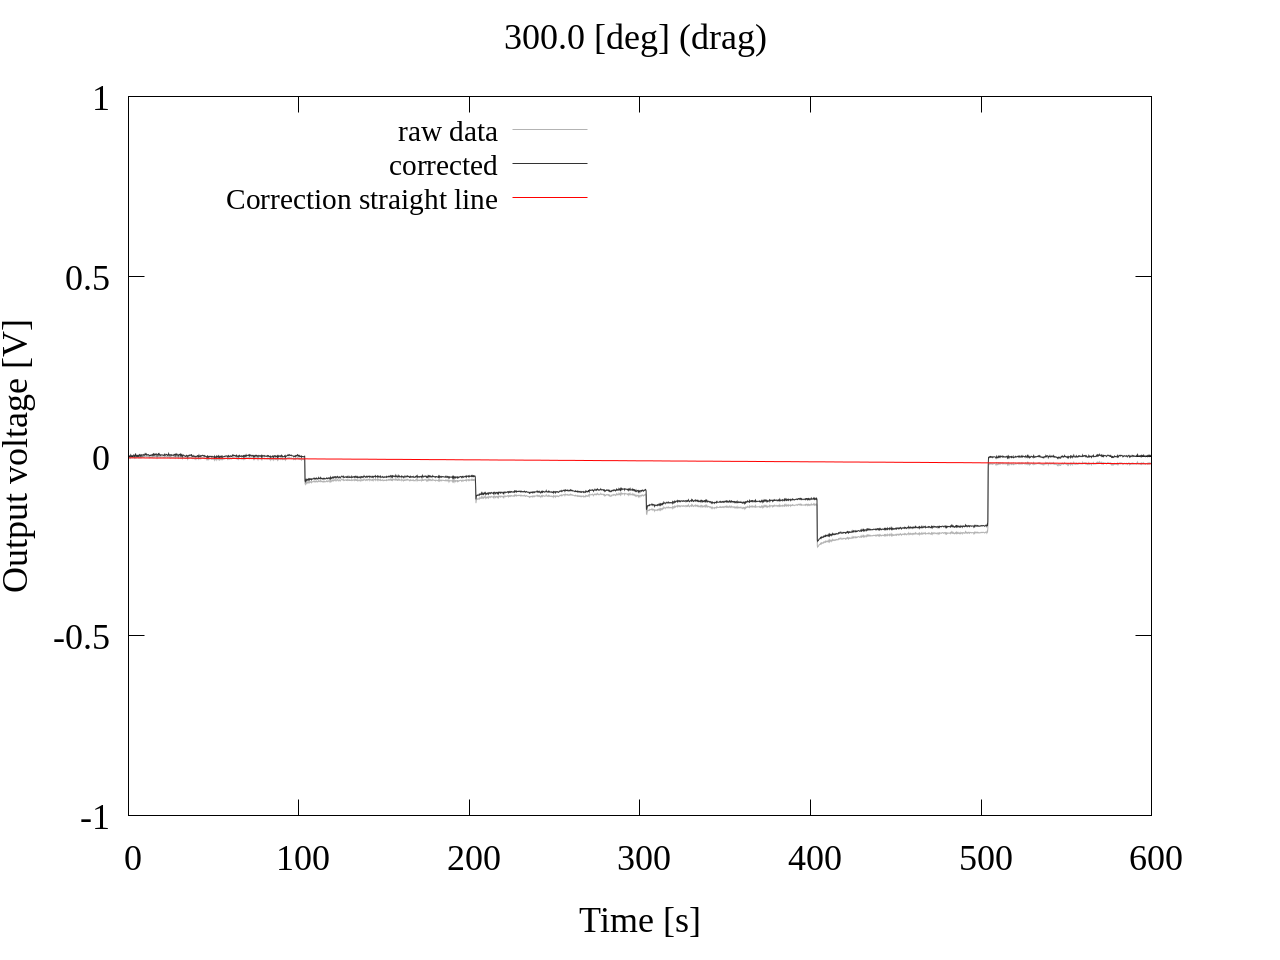 300.0 [deg] (drag)
1
0.5
0
-0.5
-1
raw data
corrected
Correction straight line
Output voltage [V]
0 100 200 300 400 500 600
Time [s]